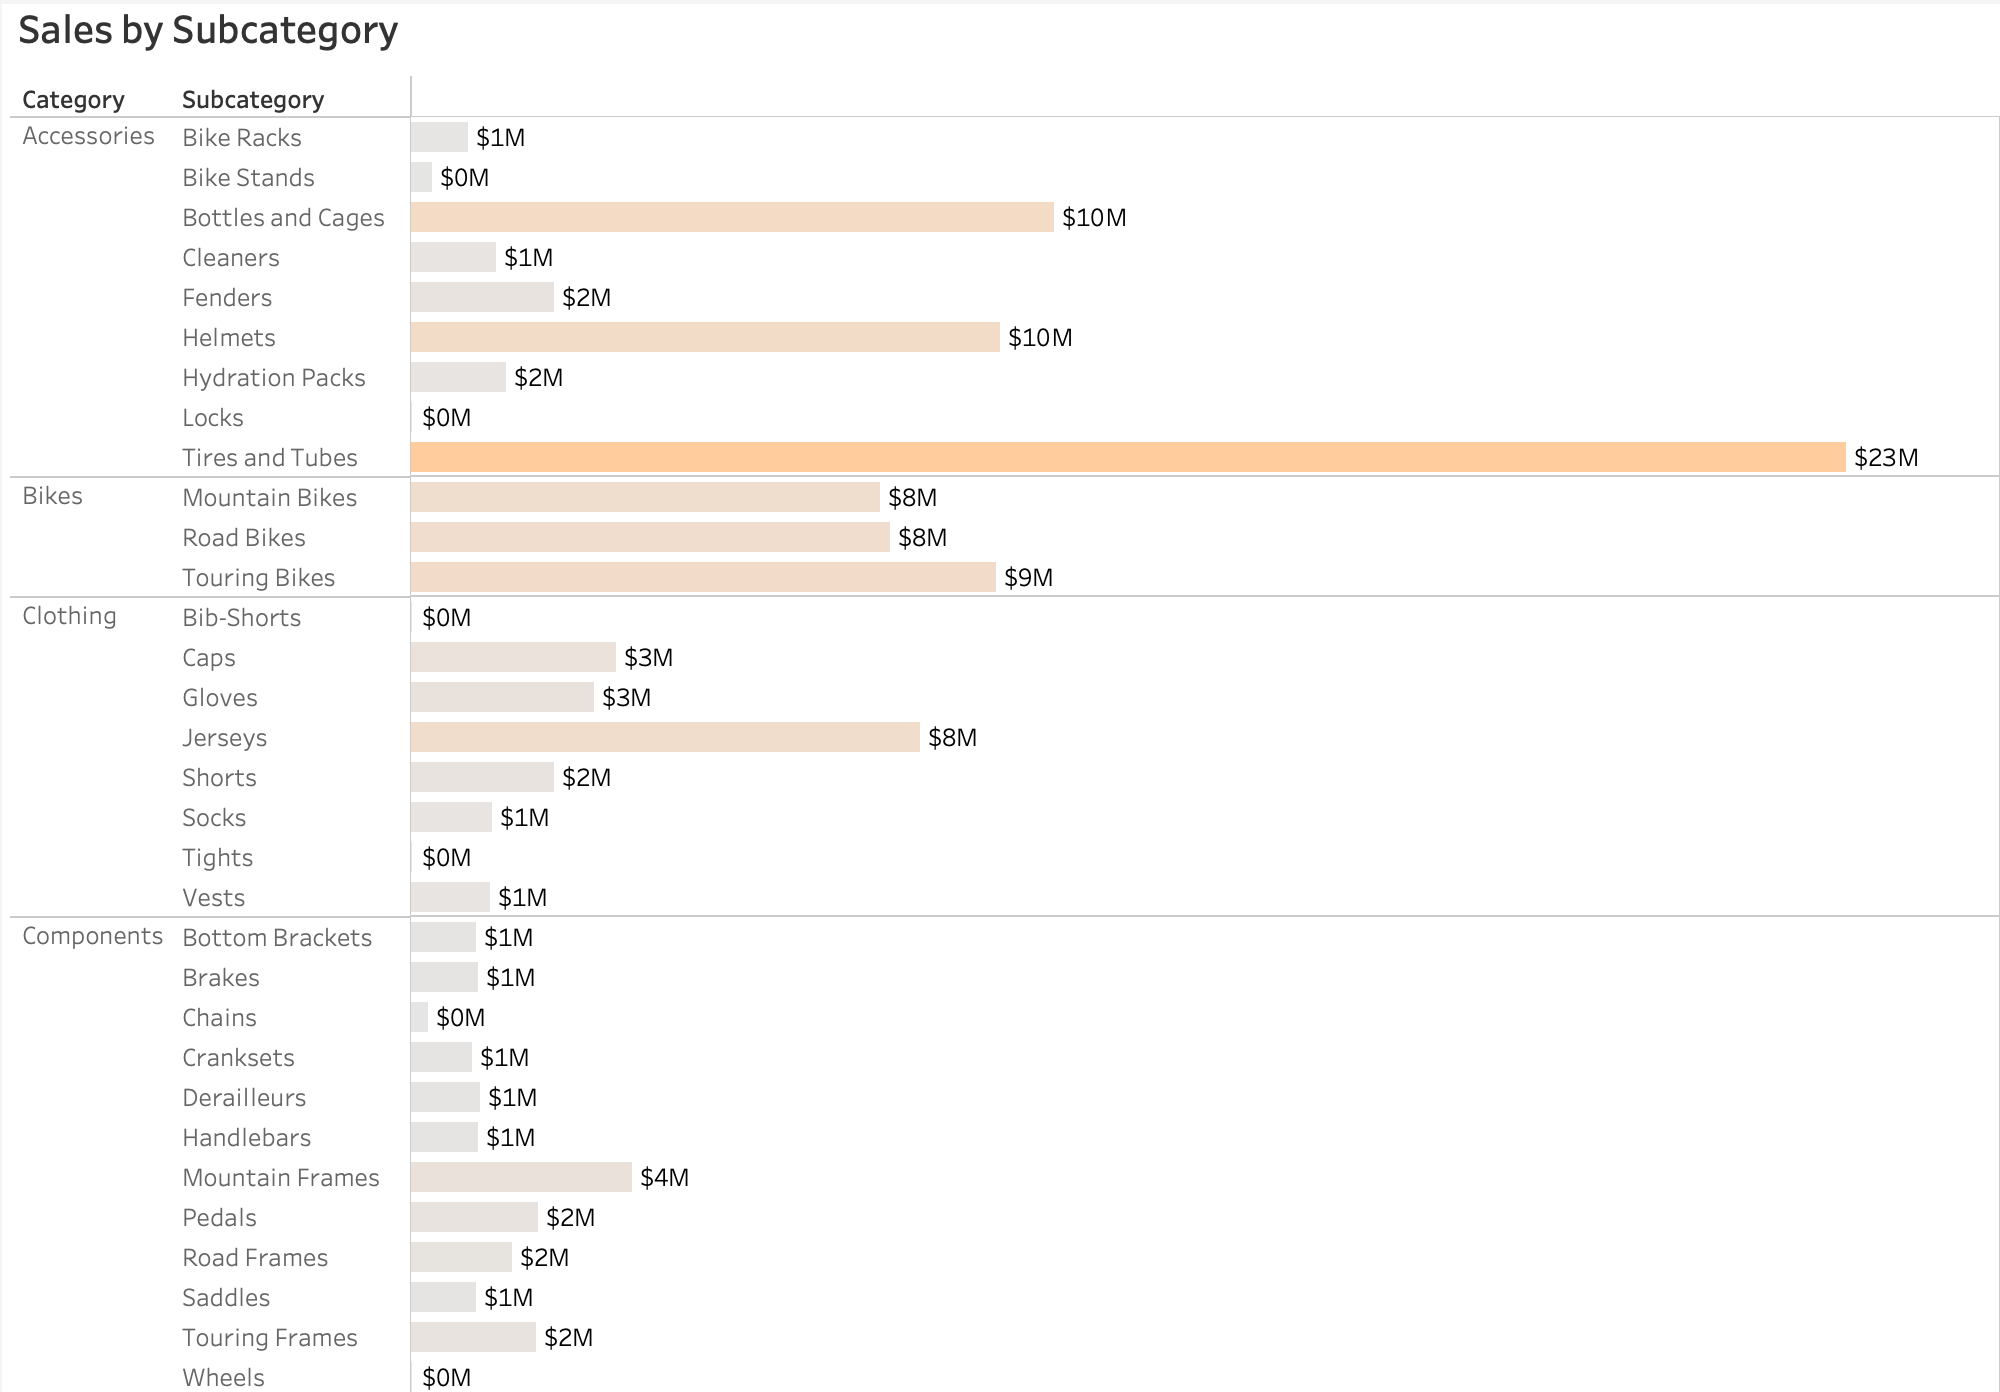 Sales by Subcategory
Category Subcategory
Accessories Bike Racks $1M
Bike Stands $0M
Bottles and Cages $10M
Cleaners $1M
Fenders $2M
Helmets $10M
Hydration Packs $2M
Locks $0M
Tires and Tubes $23M
Bikes Mountain Bikes $8M
Road Bikes $8M
Touring Bikes $9M
Clothing Bib-Shorts $0M
Caps $3M
Gloves $3M
Jerseys $8M
Shorts $2M
Socks $1M
Tights $0M
Vests $1M
Components Bottom Brackets $1M
Brakes $1M
Chains $0M
Cranksets $1M
Derailleurs $1M
Handlebars $1M
Mountain Frames $4M
Pedals $2M
Road Frames $2M
Saddles $1M
Touring Frames $2M
Wheels $0M